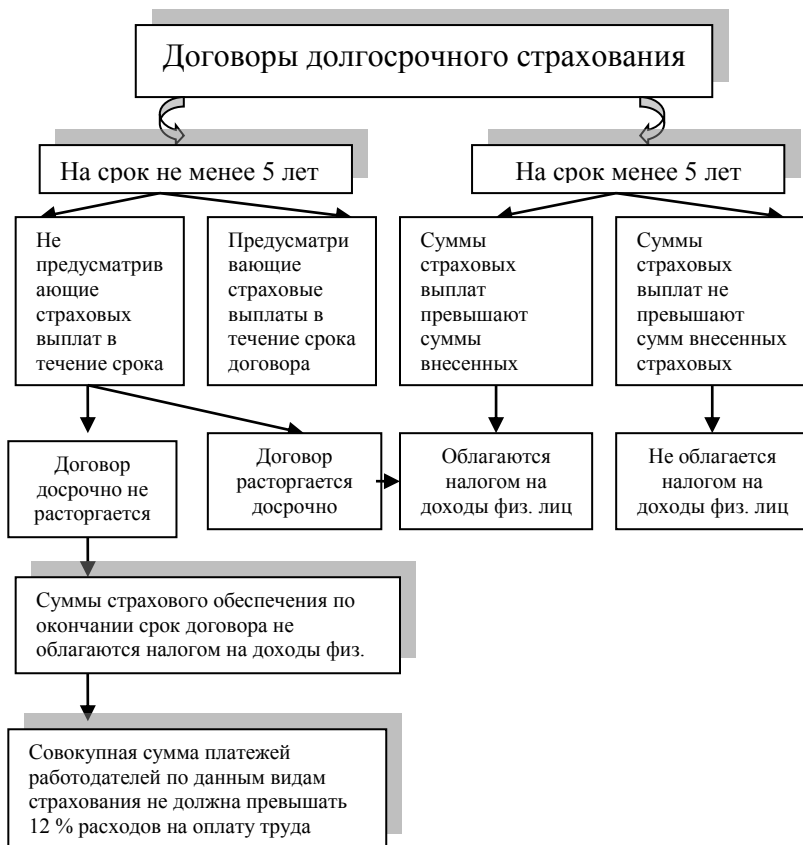 Договоры долгосрочного страхования
На срок не менее 5 лет
На срок менее 5 лет
Не
предусматрив
ающие
страховых
выплат в
течение срока
Предусматри
вающие
страховые
выплаты в
течение срока
договора
Суммы
страховых
выплат
превышают
суммы
внесенных
Суммы
страховых
выплат не
превышают
сумм внесенных
страховых
Договор
досрочно не
расторгается
Договор
расторгается
досрочно
Облагаются
налогом на
доходы физ. лиц
Не облагается
налогом на
доходы физ. лиц
Суммы страхового обеспечения по
окончании срок договора не
облагаются налогом на доходы физ.
Совокупная сумма платежей
работодателей по данным видам
страхования не должна превышать
12 % расходов на оплату труда